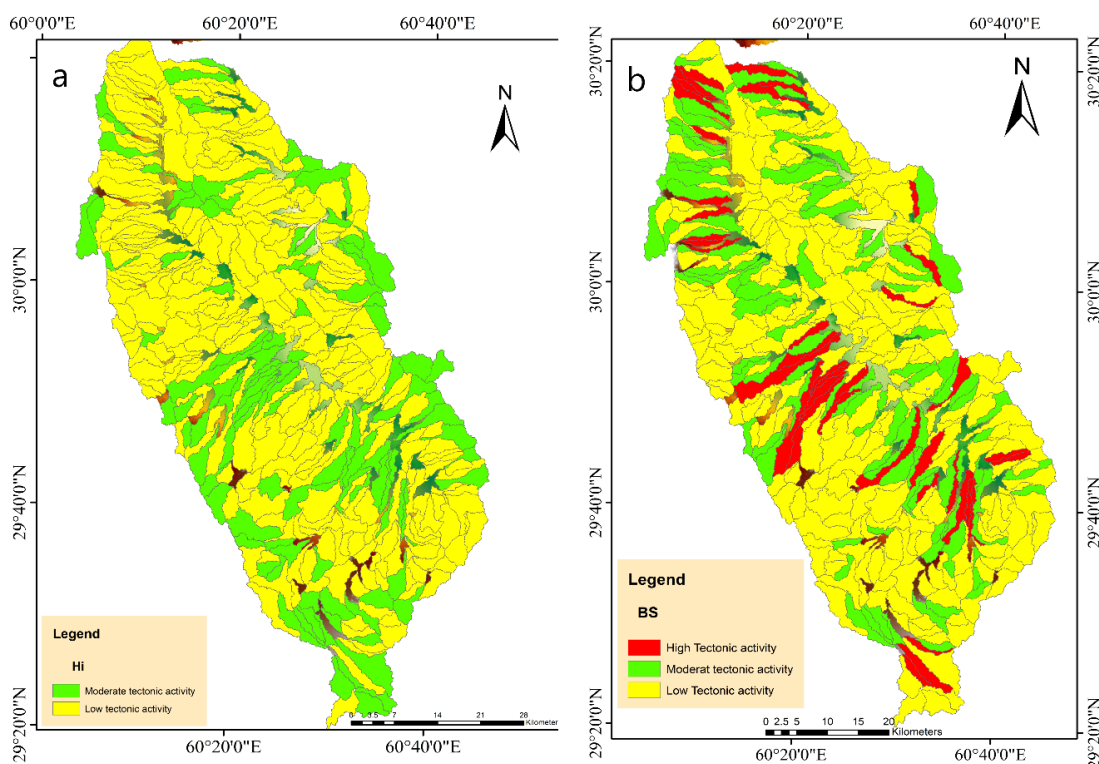 60°0'0"E 60°20'0"E 60°40'0"E
a
N
30°0'0"N
29°40'0"N
29°20'0"N
Legend
Hi
Moderate tectonic activity
Low tectonic activity
3.5 7 14 21 28
Kilometer
60°20'0"E 60°40'0"E
60°20'0"E 60°40'0"E
b
N
30°20'0"N
30°0'0"N
29°40'0"N
29°20'0"N
30°20'0"N
30°0'0"N
29°40'0"N
29°20'0"N
Legend
BS
High Tectonic activity
Moderat tectonic activity
Low Tectonic activity
0 2.5 5 10 15 20
Kilometers
60°20'0"E 60°40'0"E